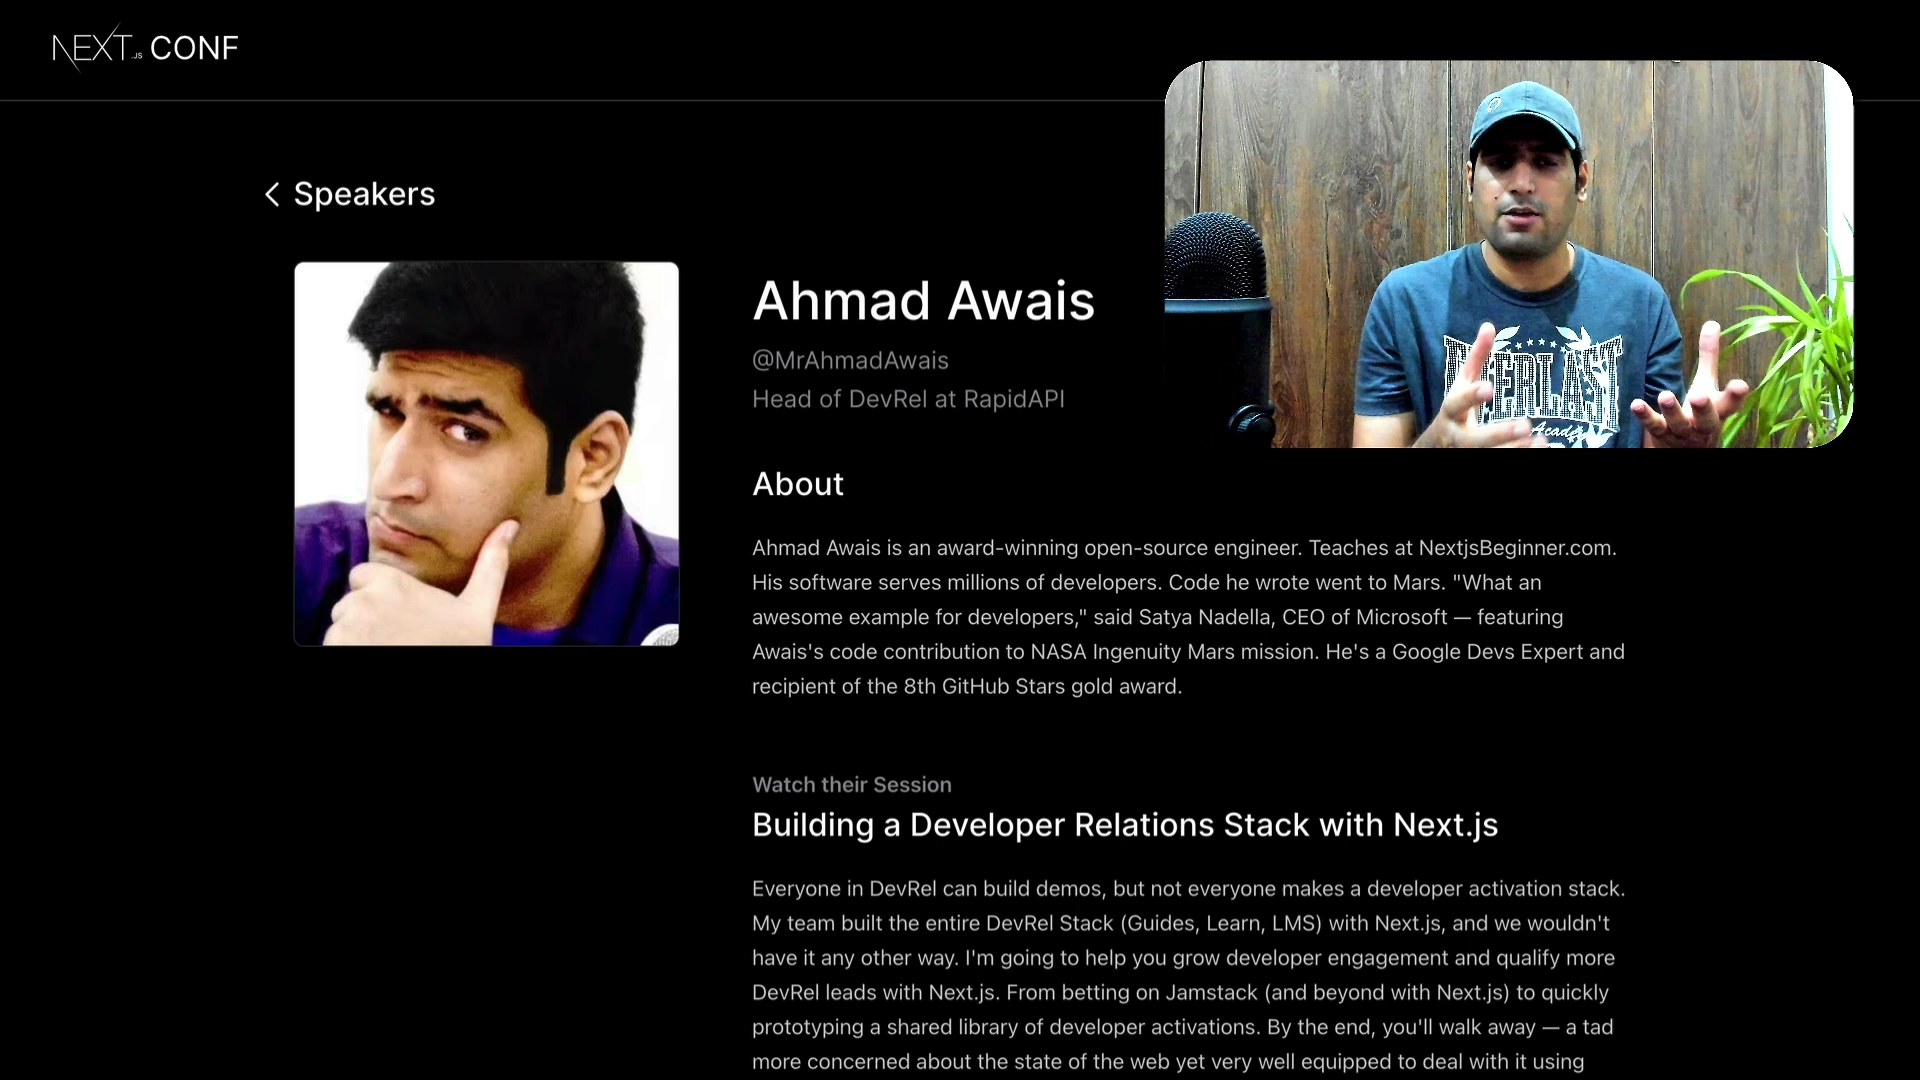 NEXT.JS CONF
Speakers
Ahmad Awais
@MrAhmadAwais
Head of DevRel at RapidAPI
About
Ahmad Awais is an award-winning open-source engineer. Teaches at NextjsBeginner.com.
His software serves millions of developers. Code he wrote went to Mars. "What an
awesome example for developers," said Satya Nadella, CEO of Microsoft — featuring
Awais's code contribution to NASA Ingenuity Mars mission. He's a Google Devs Expert and
recipient of the 8th GitHub Stars gold award.
Watch their Session
Building a Developer Relations Stack with Next.js
Everyone in DevRel can build demos, but not everyone makes a developer activation stack.
My team built the entire DevRel Stack (Guides, Learn, LMS) with Next.js, and we wouldn't
have it any other way. I'm going to help you grow developer engagement and qualify more
DevRel leads with Next.js. From betting on Jamstack (and beyond with Next.js) to quickly
prototyping a shared library of developer activations. By the end, you'll walk away — a tad
more concerned about the state of the web yet very well equipped to deal with it using